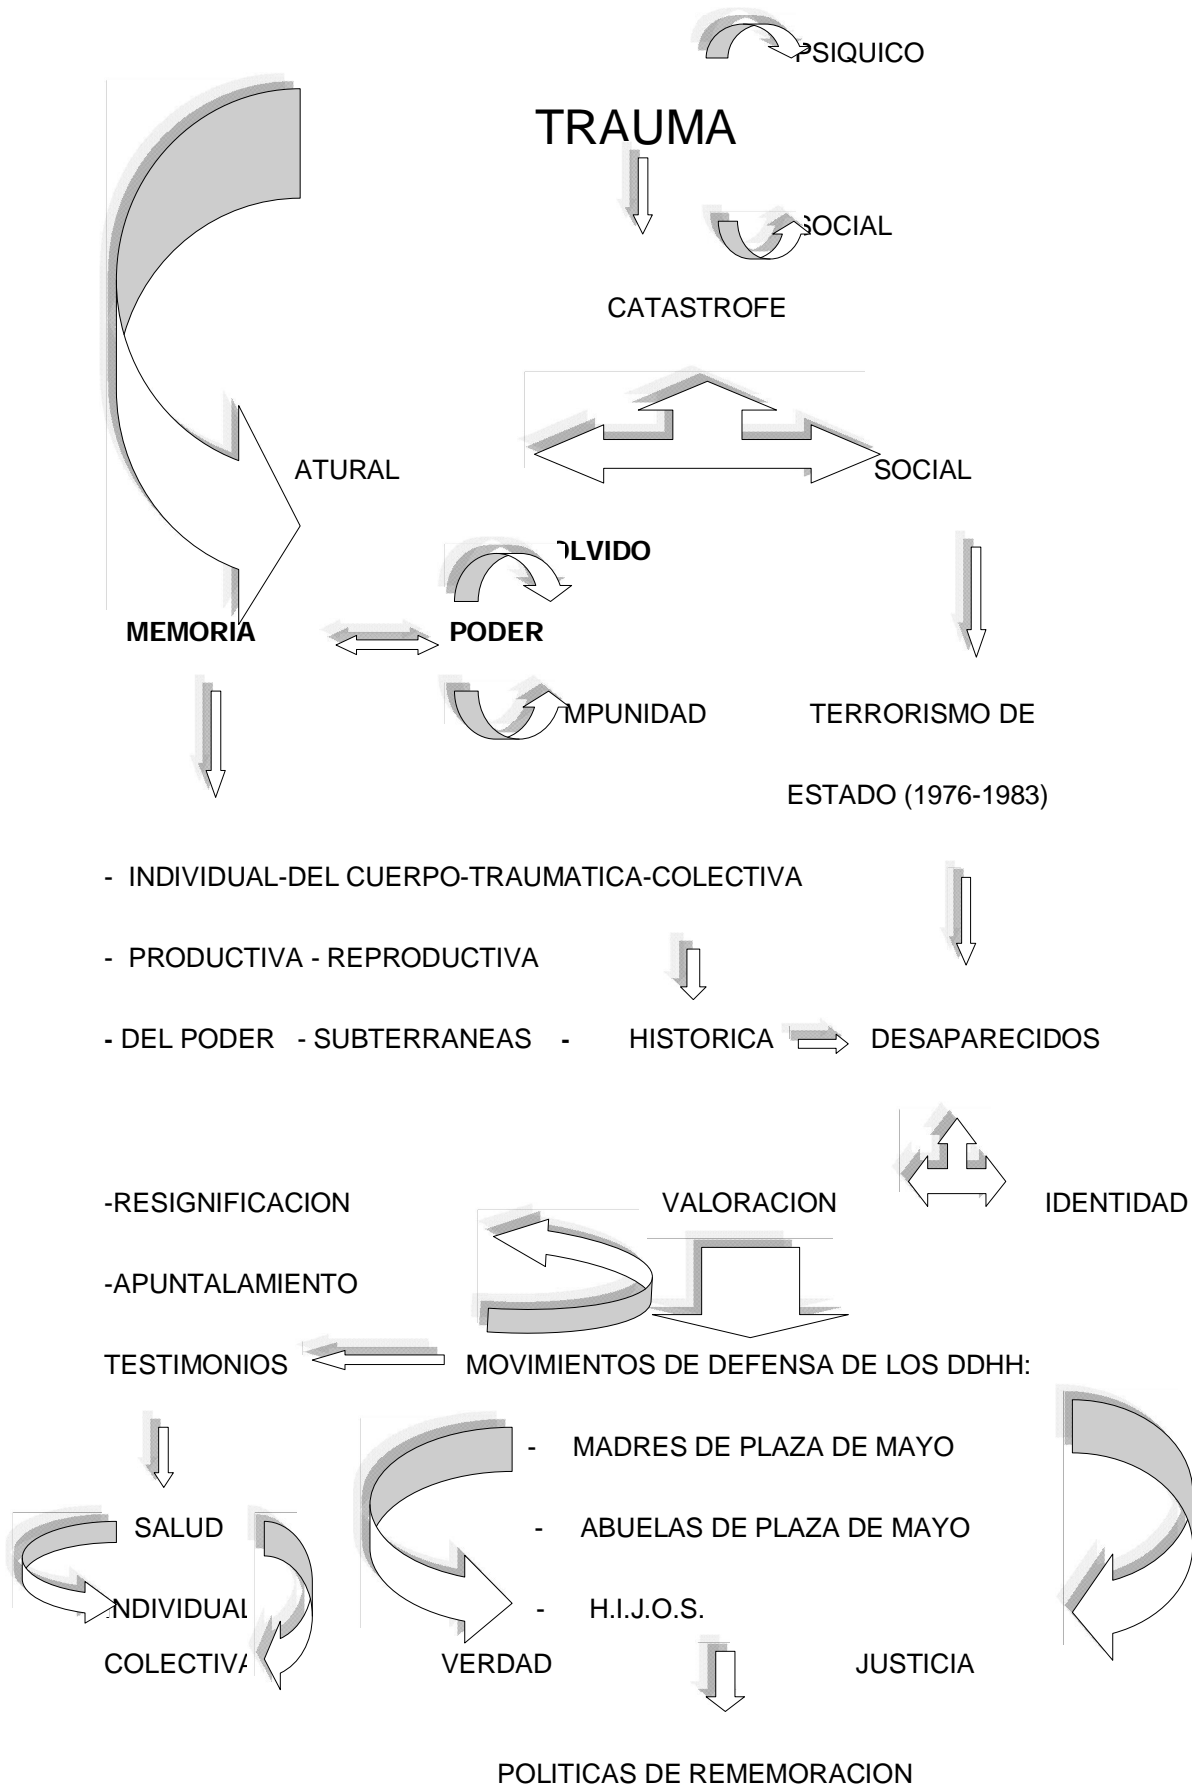 PSIQUICO
TRAUMA
SOCIAL
CATASTROFE
ATURAL SOCIAL
OLVIDO
MEMORIA PODER
MPUNIDAD TERRORISMO DE
ESTADO (1976-1983)
- INDIVIDUAL-DEL CUERPO-TRAUMATICA-COLECTIVA
- PRODUCTIVA - REPRODUCTIVA
- DEL PODER - SUBTERRANEAS - HISTORICA DESAPARECIDOS
-RESIGNIFICACION VALORACION IDENTIDAD
-APUNTALAMIENTO
TESTIMONIOS MOVIMIENTOS DE DEFENSA DE LOS DDHH:
- MADRES DE PLAZA DE MAYO
SALUD - ABUELAS DE PLAZA DE MAYO
INDIVIDUAL - H.I.J.O.S.
COLECTIVA VERDAD JUSTICIA
POLITICAS DE REMEMORACION